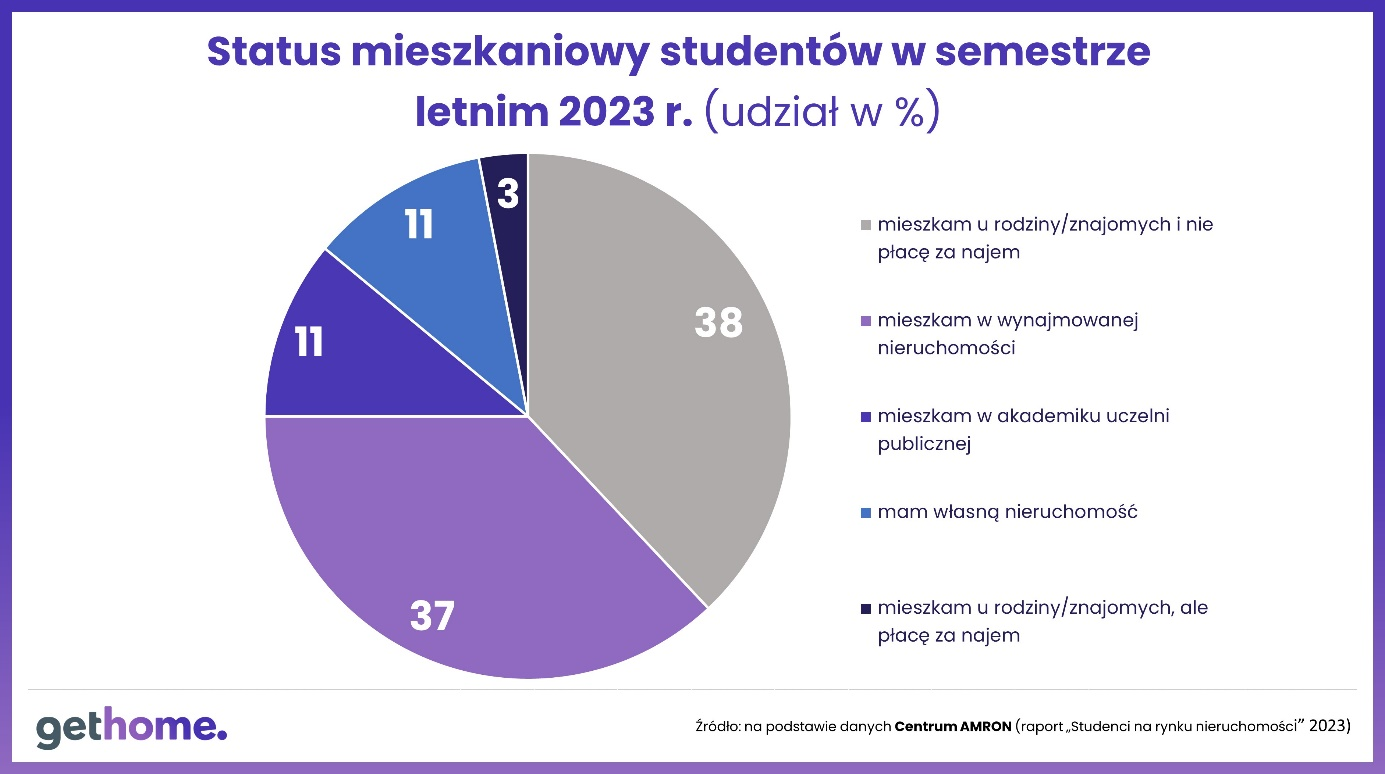 Status mieszkaniowy studentów w semestrze
letnim 2023 r. (udział w %)
3
11
11
38
37
mieszkam u rodziny/znajomych i nie
płacę za najem
mieszkam w wynajmowanej
nieruchomości
mieszkam w akademiku uczelni
publicznej
mam własną nieruchomość
mieszkam u rodziny/znajomych, ale
płacę za najem
gethome.
Źródło: na podstawie danych Centrum AMRON (raport „Studenci na rynku nieruchomości” 2023)